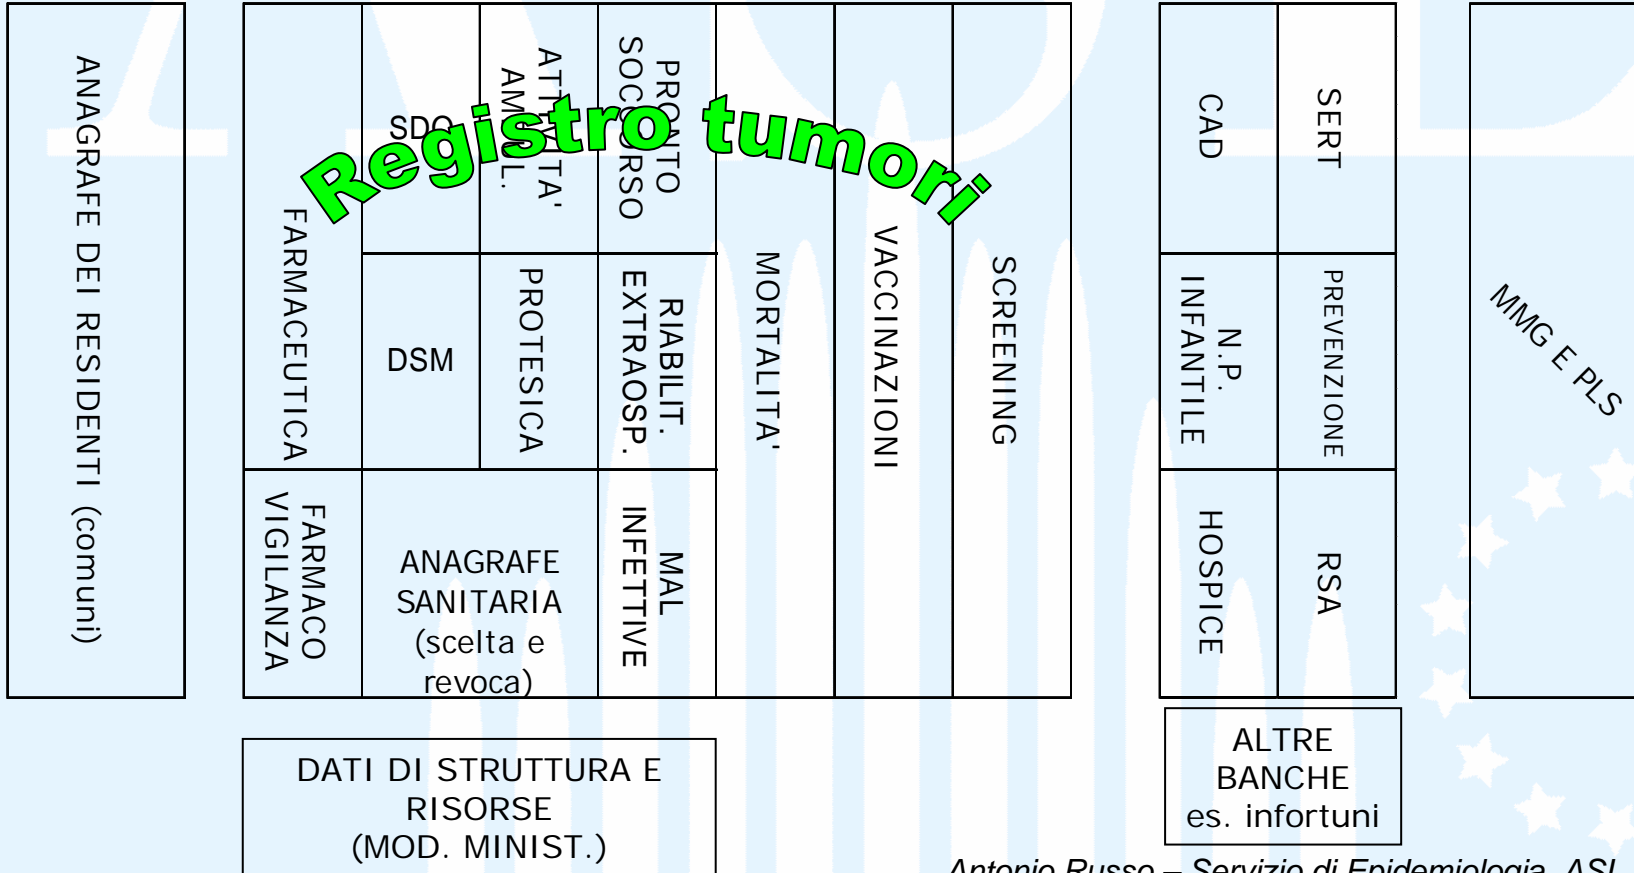 ANAGRAFE DEI RESIDENTI (comuni)
FARMACEUTICA
SDO
ATTIVITA'
AMBUL.
PRONTO
SOCCORSO
Registro tumori
DSM
PROTESICA
RIABILIT.
EXTRAOSP.
MORTALITA'
VACCINAZIONI
SCREENING
FARMACO
VIGILANZA
ANAGRAFE
SANITARIA
(scelta e
revoca)
MAL
INFETTIVE
CAD
SERT
N.P.
INFANTILE
PREVENZIONE
HOSPICE
RSA
MMG E PLS
DATI DI STRUTTURA E
RISORSE
(MOD. MINIST.)
ALTRE
BANCHE
es. infortuni
Antonio Russo – Servizio di Epidemiologia, ASL